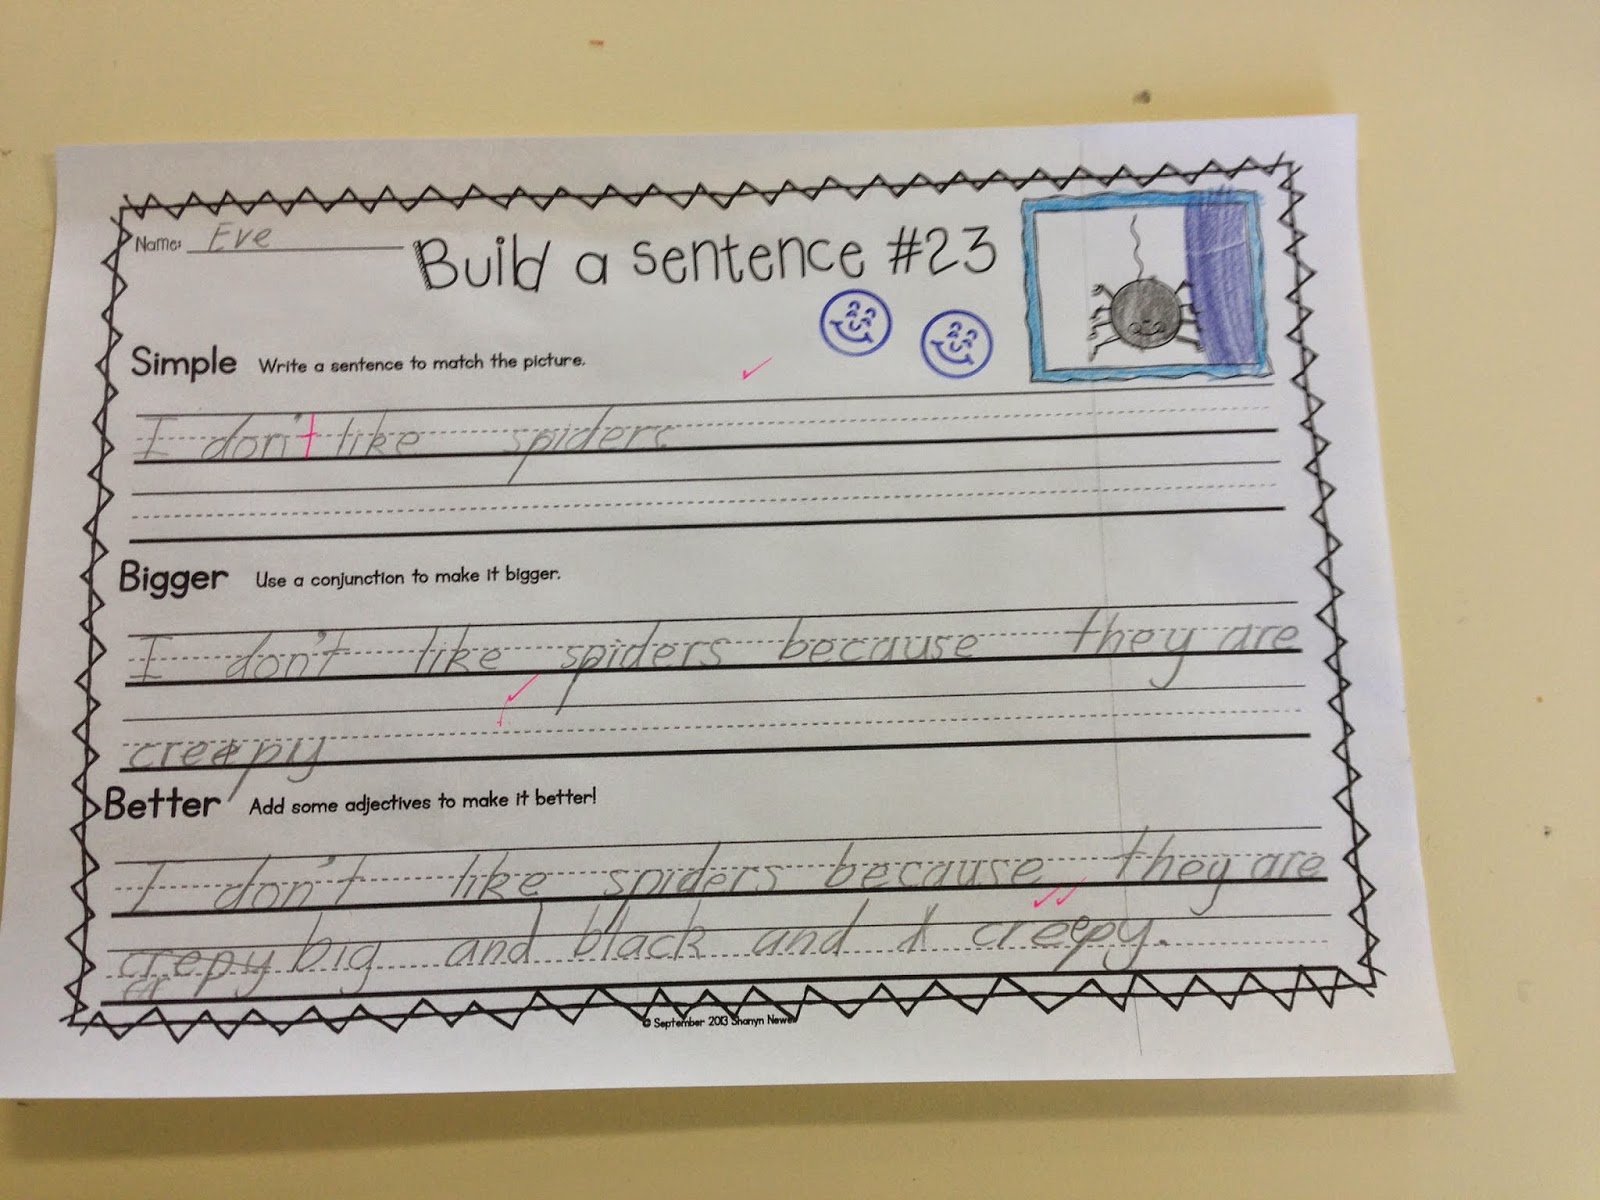 Name: Eve
Build a sentence #23
Simple Write a sentence to match the picture.
I don't like spiders
Bigger Use a conjunction to make it bigger.
I don't like spiders because they are
creepy
Better Add some adjectives to make it better!
I don't like spiders because they are
crepy big and black and creepy.
cr
© September 2013 Shanyn Newell